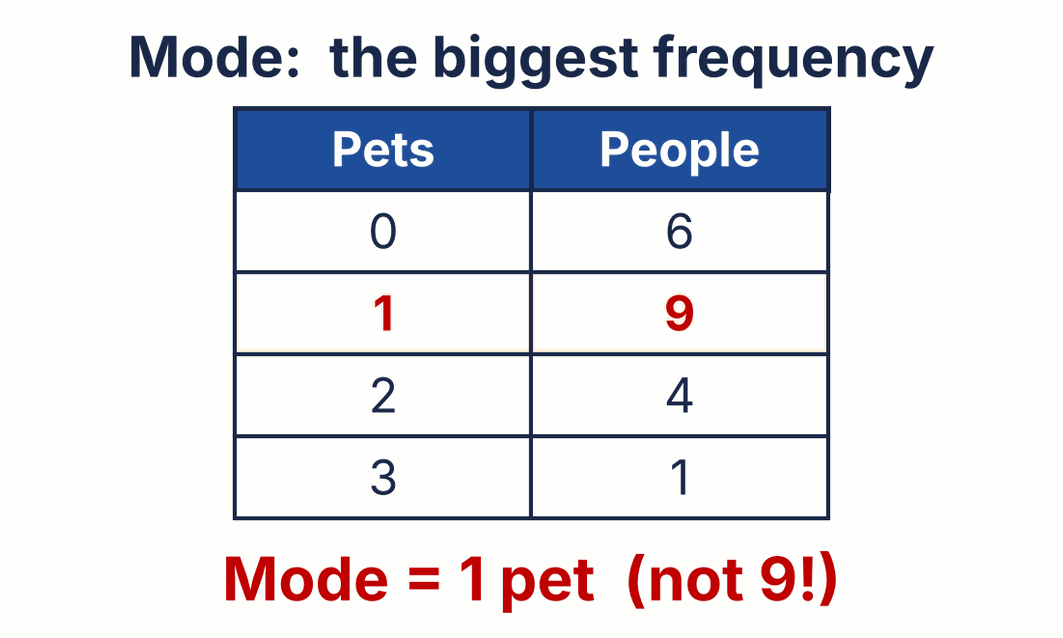 Mode: the biggest frequency
Pets People
0 6
1 9
2 4
3 1
Mode = 1 pet (not 9!)